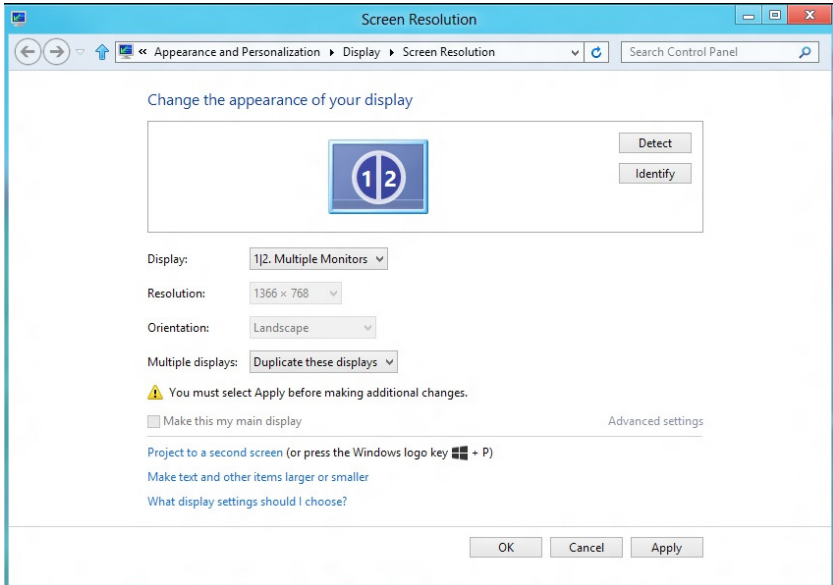 Screen Resolution
« Appearance and Personalization Display Screen Resolution
Search Control Panel
Change the appearance of your display
1 2
Detect
Identify
Display: 1|2. Multiple Monitors
Resolution: 1366 × 768
Orientation: Landscape
Multiple displays: Duplicate these displays
You must select Apply before making additional changes.
Make this my main display Advanced settings
Project to a second screen (or press the Windows logo key + P)
Make text and other items larger or smaller
What display settings should I choose?
OK Cancel Apply